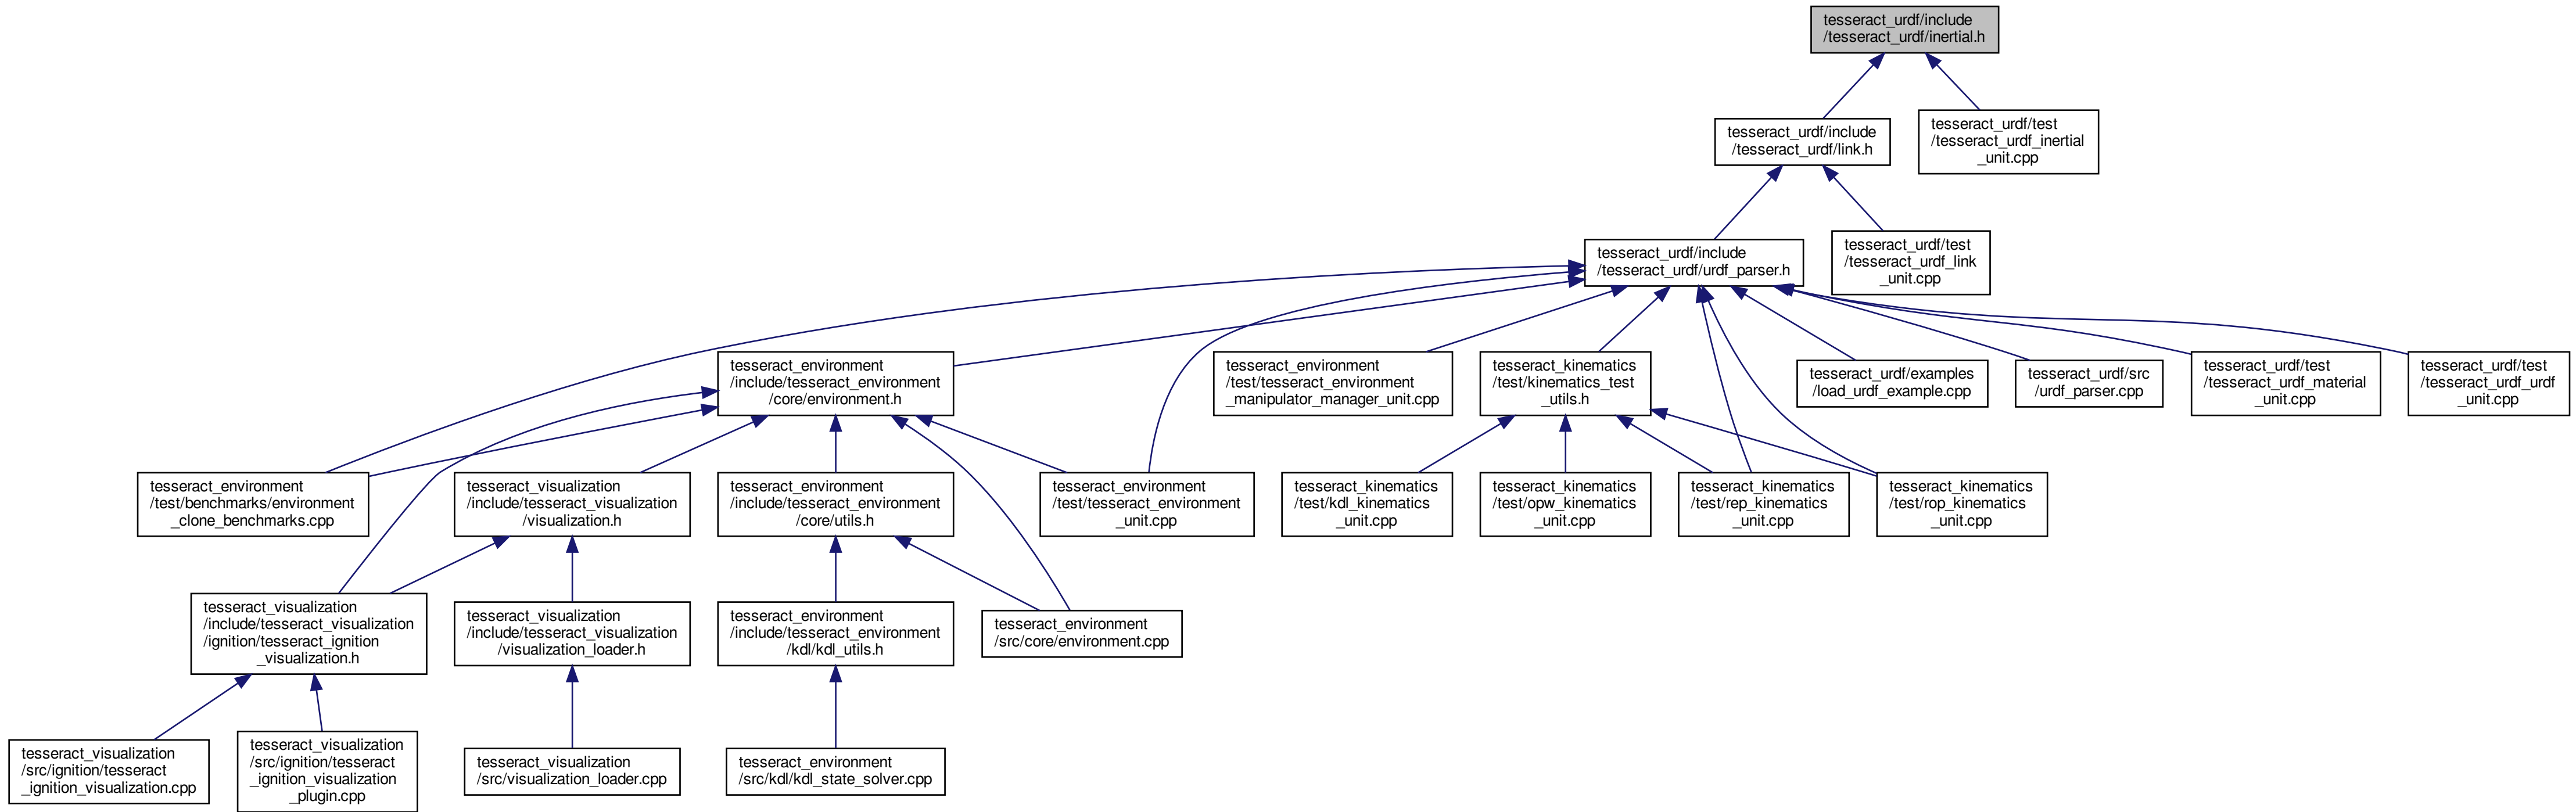 tesseract_urdf/include
/tesseract_urdf/inertial.h
tesseract_urdf/include
/tesseract_urdf/link.h
tesseract_urdf/test
/tesseract_urdf_inertial
_unit.cpp
tesseract_urdf/include
/tesseract_urdf/urdf_parser.h
tesseract_urdf/test
/tesseract_urdf_link
_unit.cpp
tesseract_environment
/include/tesseract_environment
/core/environment.h
tesseract_environment
/test/tesseract_environment
_manipulator_manager_unit.cpp
tesseract_kinematics
/test/kinematics_test
_utils.h
tesseract_urdf/examples
/load_urdf_example.cpp
tesseract_urdf/src
/urdf_parser.cpp
tesseract_urdf/test
/tesseract_urdf_material
_unit.cpp
tesseract_urdf/test
/tesseract_urdf_urdf
_unit.cpp
tesseract_environment
/test/benchmarks/environment
_clone_benchmarks.cpp
tesseract_visualization
/include/tesseract_visualization
/visualization.h
tesseract_environment
/include/tesseract_environment
/core/utils.h
tesseract_environment
/test/tesseract_environment
_unit.cpp
tesseract_kinematics
/test/kdl_kinematics
_unit.cpp
tesseract_kinematics
/test/opw_kinematics
_unit.cpp
tesseract_kinematics
/test/rep_kinematics
_unit.cpp
tesseract_kinematics
/test/rop_kinematics
_unit.cpp
tesseract_visualization
/include/tesseract_visualization
/ignition/tesseract_ignition
_visualization.h
tesseract_visualization
/include/tesseract_visualization
/visualization_loader.h
tesseract_environment
/include/tesseract_environment
/kdl/kdl_utils.h
tesseract_environment
/src/core/environment.cpp
tesseract_visualization
/src/ignition/tesseract
_ignition_visualization.cpp
tesseract_visualization
/src/ignition/tesseract
_ignition_visualization
_plugin.cpp
tesseract_visualization
/src/visualization_loader.cpp
tesseract_environment
/src/kdl/kdl_state_solver.cpp